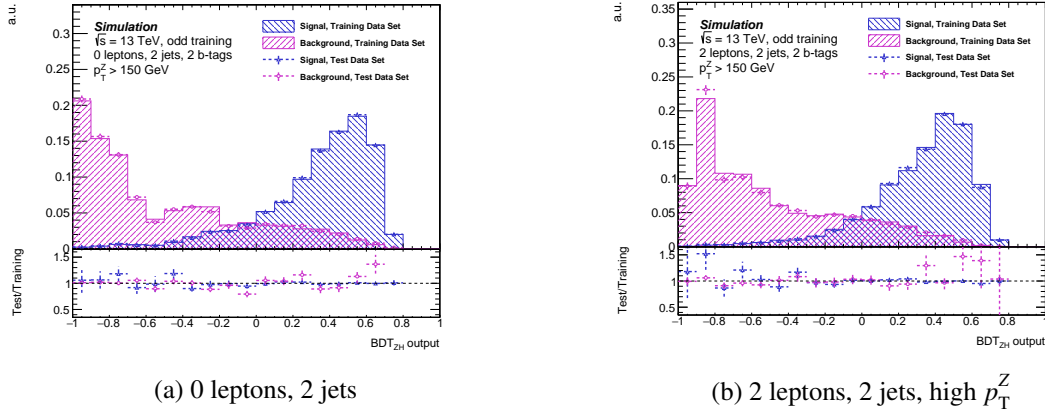 a.u.
0.3
0.25
0.2
0.15
0.1
0.05
0
Simulation
√s = 13 TeV, odd training
0 leptons, 2 jets, 2 b-tags
p_T^Z > 150 GeV
Signal, Training Data Set
Background, Training Data Set
Signal, Test Data Set
Background, Test Data Set
Test/Training
1.5
1
0.5
−1 −0.8 −0.6 −0.4 −0.2 0 0.2 0.4 0.6 0.8 1
BDT_ZH output
(a) 0 leptons, 2 jets
a.u.
0.35
0.3
0.25
0.2
0.15
0.1
0.05
0
Simulation
√s = 13 TeV, odd training
2 leptons, 2 jets, 2 b-tags
p_T^Z > 150 GeV
Signal, Training Data Set
Background, Training Data Set
Signal, Test Data Set
Background, Test Data Set
Test/Training
1.5
1
0.5
−1 −0.8 −0.6 −0.4 −0.2 0 0.2 0.4 0.6 0.8 1
BDT_ZH output
(b) 2 leptons, 2 jets, high p_T^Z